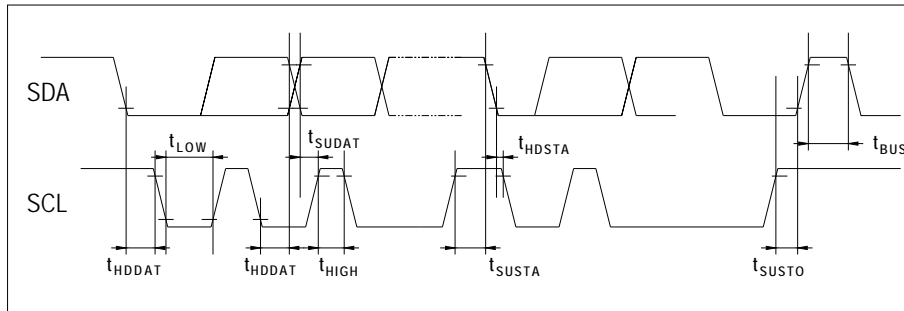 SDA
tLOW
tSUDAT
tHDSTA
tBUS
SCL
tHDDAT
tHDDAT
tHIGH
tSUSTA
tSUSTO